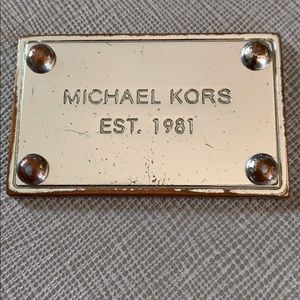 MICHAEL KORS
EST. 1981